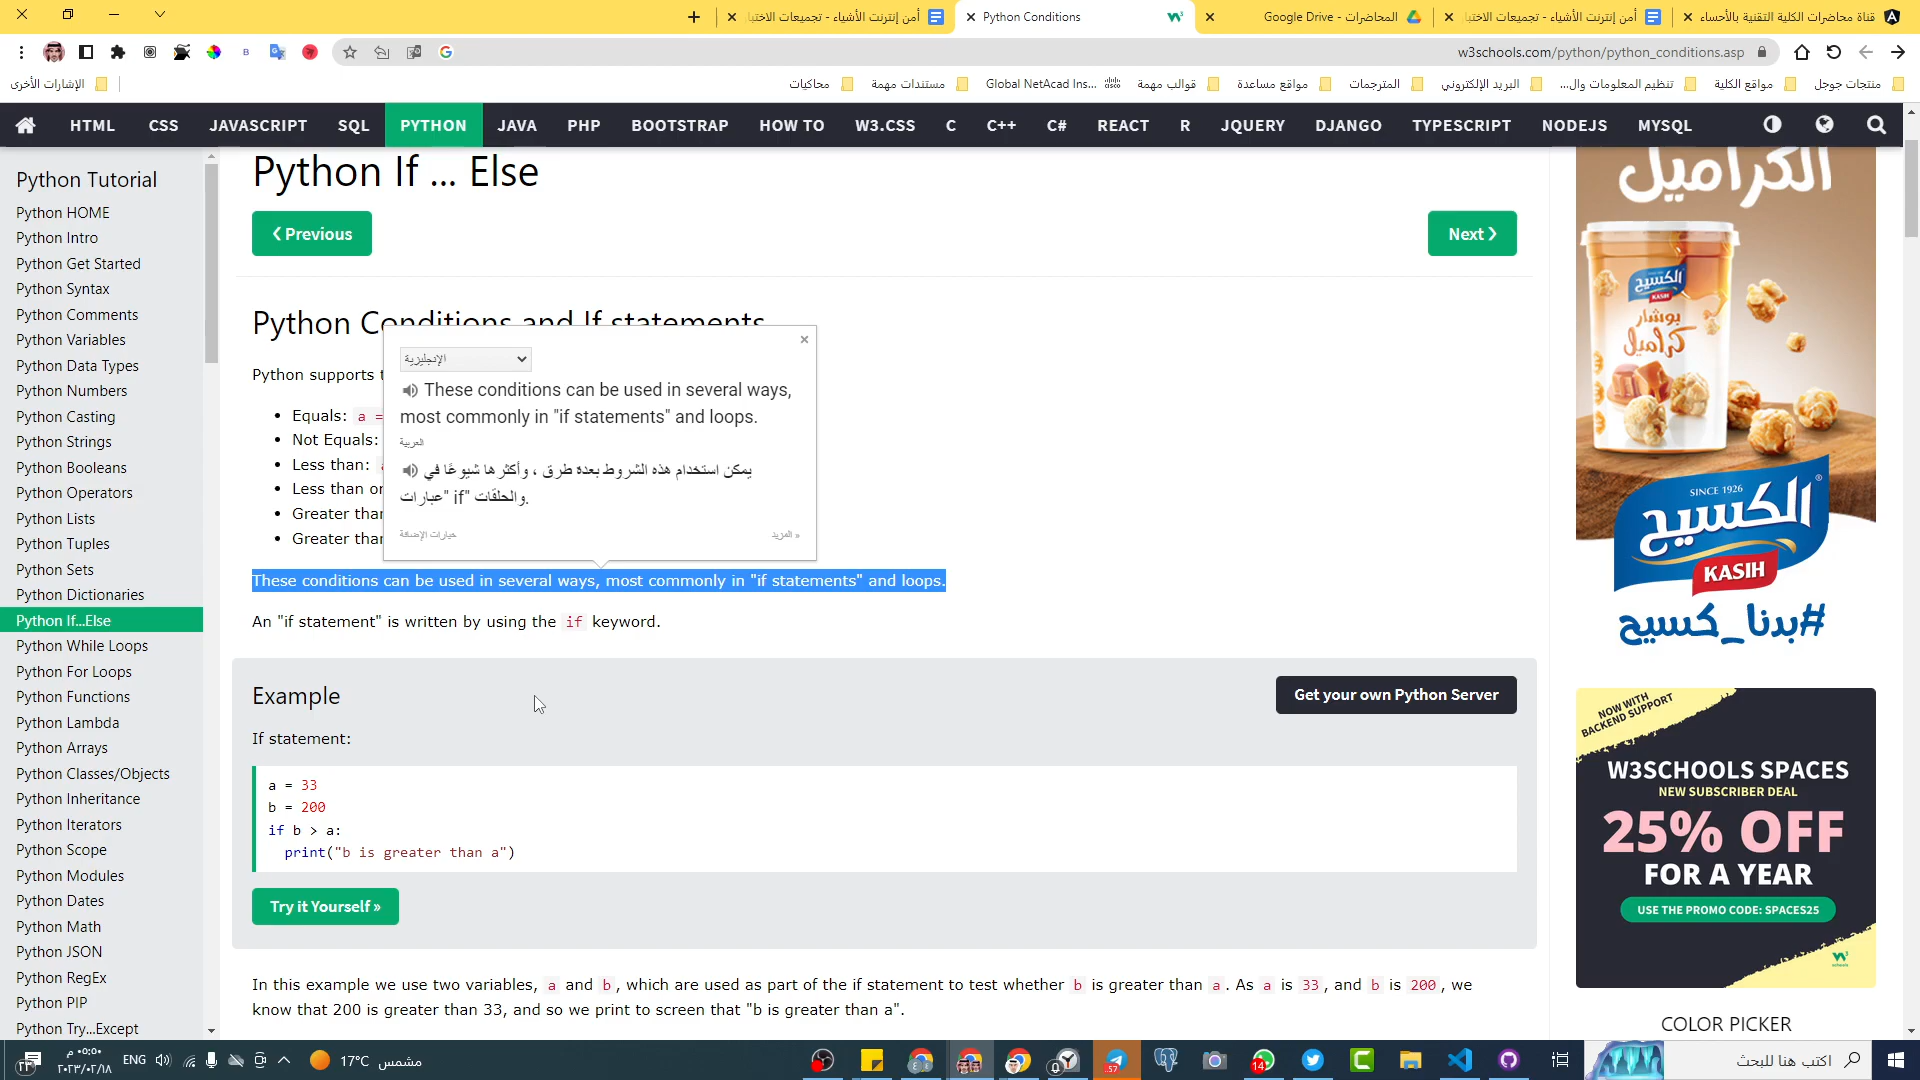 أمن إنترنت الأشياء - تجميعات الاختبا
Python Conditions
المحاضرات - Google Drive
أمن إنترنت الأشياء - تجميعات الاختبا
قناة محاضرات الكلية التقنية بالأحساء
w3schools.com/python/python_conditions.asp
الإشارات الأخرى
محاكيات
مستندات مهمة
Global NetAcad Ins...
قوالب مهمة
مواقع مساعدة
المترجمات
البريد الإلكتروني
تنظيم المعلومات وال...
مواقع الكلية
منتجات جوجل
HTML CSS JAVASCRIPT SQL PYTHON JAVA PHP BOOTSTRAP HOW TO W3.CSS C C++ C# REACT R JQUERY DJANGO TYPESCRIPT NODEJS MYSQL
Python Tutorial
Python HOME
Python Intro
Python Get Started
Python Syntax
Python Comments
Python Variables
Python Data Types
Python Numbers
Python Casting
Python Strings
Python Booleans
Python Operators
Python Lists
Python Tuples
Python Sets
Python Dictionaries
Python If...Else
Python While Loops
Python For Loops
Python Functions
Python Lambda
Python Arrays
Python Classes/Objects
Python Inheritance
Python Iterators
Python Scope
Python Modules
Python Dates
Python Math
Python JSON
Python RegEx
Python PIP
Python Try...Except
Python If ... Else
❮ Previous
Next ❯
Python Conditions and If statements
Python supports t
Equals: a =
Not Equals:
Less than:
Less than or
Greater than
Greater than
الإنجليزية
These conditions can be used in several ways,
most commonly in "if statements" and loops.
العربية
يمكن استخدام هذه الشروط بعدة طرق ، وأكثرها شيوعًا في
عبارات "if" والحلقات.
خيارات الإضافة
المزيد »
These conditions can be used in several ways, most commonly in "if statements" and loops.
An "if statement" is written by using the if keyword.
Example
Get your own Python Server
If statement:
a = 33
b = 200
if b > a:
print("b is greater than a")
Try it Yourself »
In this example we use two variables, a and b, which are used as part of the if statement to test whether b is greater than a. As a is 33, and b is 200, we
know that 200 is greater than 33, and so we print to screen that "b is greater than a".
الكراميل
الكسيح
KASIH
بوشار
كراميل
SINCE 1926
الكسيح
KASIH
#بدنا_كسيح
NOW WITH
BACKEND SUPPORT
W3SCHOOLS SPACES
NEW SUBSCRIBER DEAL
25% OFF
FOR A YEAR
USE THE PROMO CODE: SPACES25
COLOR PICKER
٠٥:٥٠ م
٢٠٢٣/٠٢/١٨
ENG
17°C مشمس
57
14
اكتب هنا للبحث